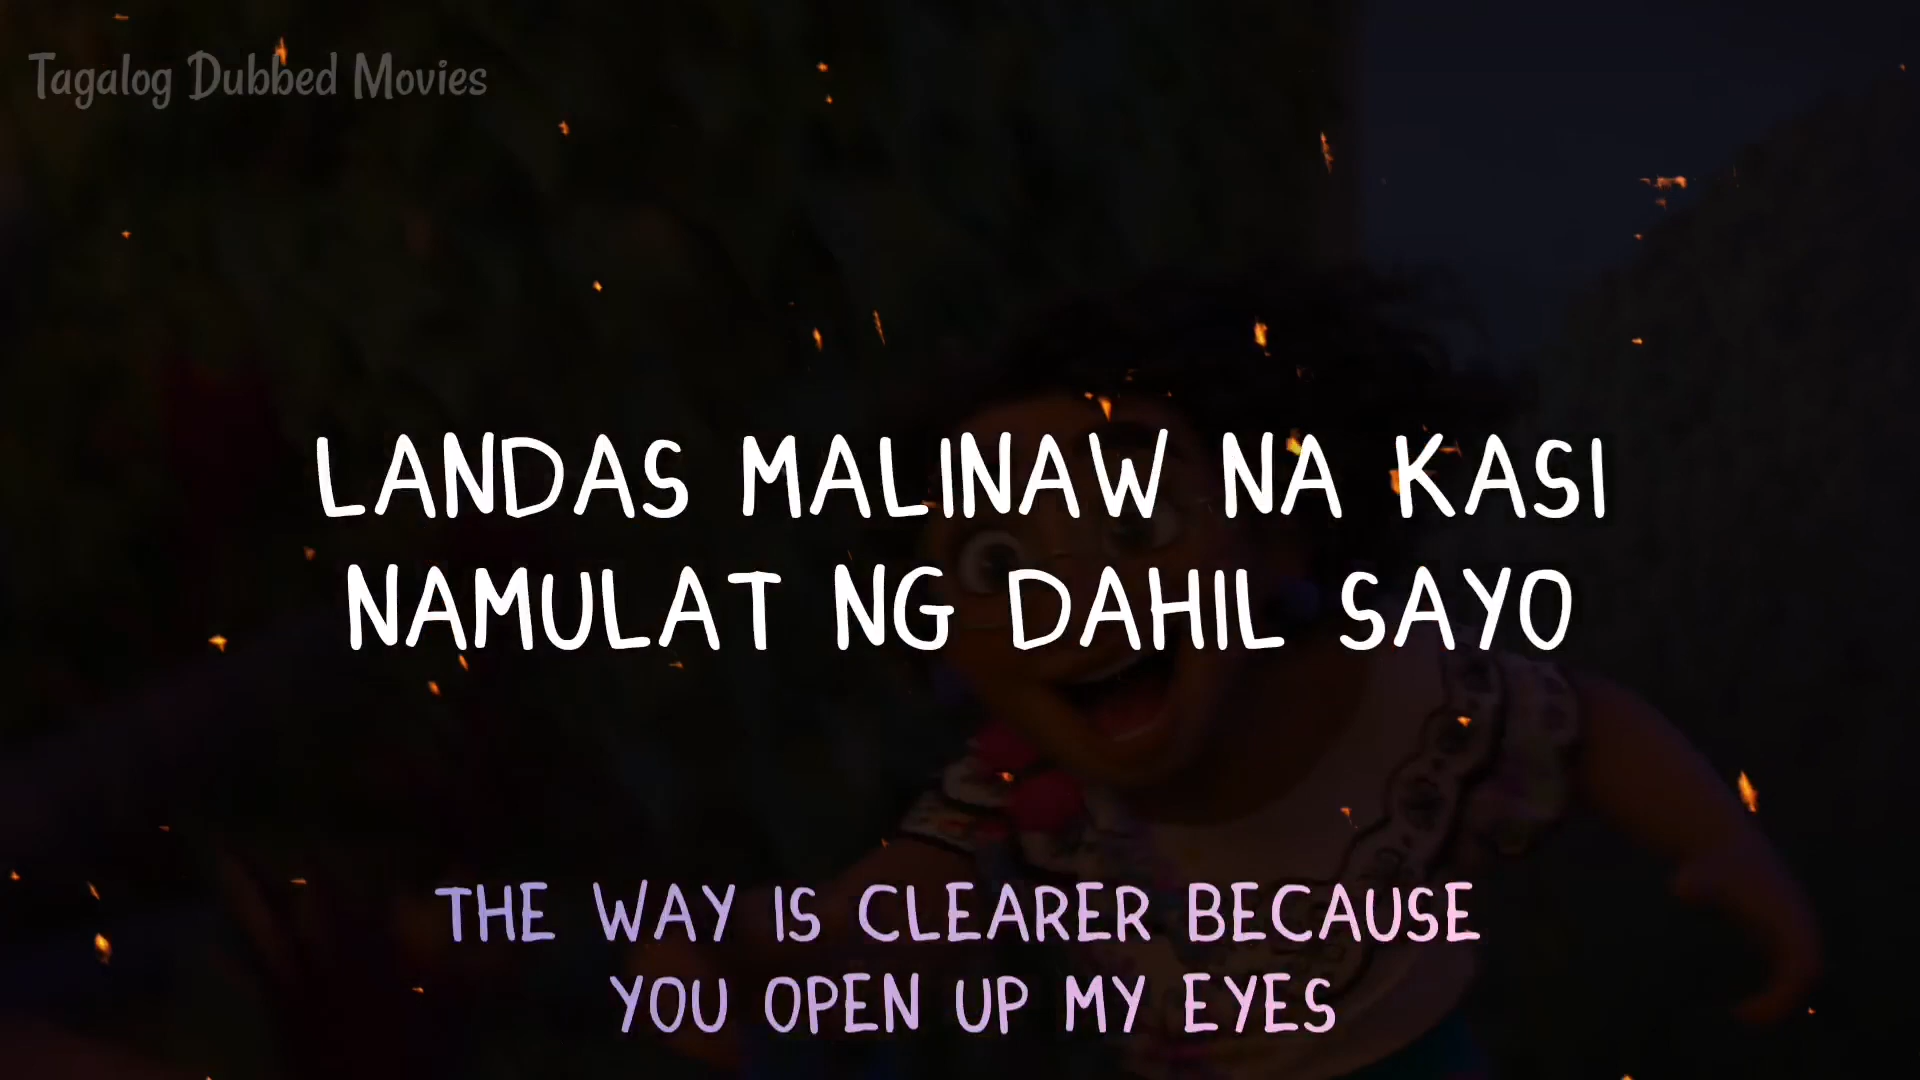 Tagalog Dubbed Movies
LANDAS MALINAW NA KASI
NAMULAT NG DAHIL SAYO
THE WAY IS CLEARER BECAUSE
YOU OPEN UP MY EYES